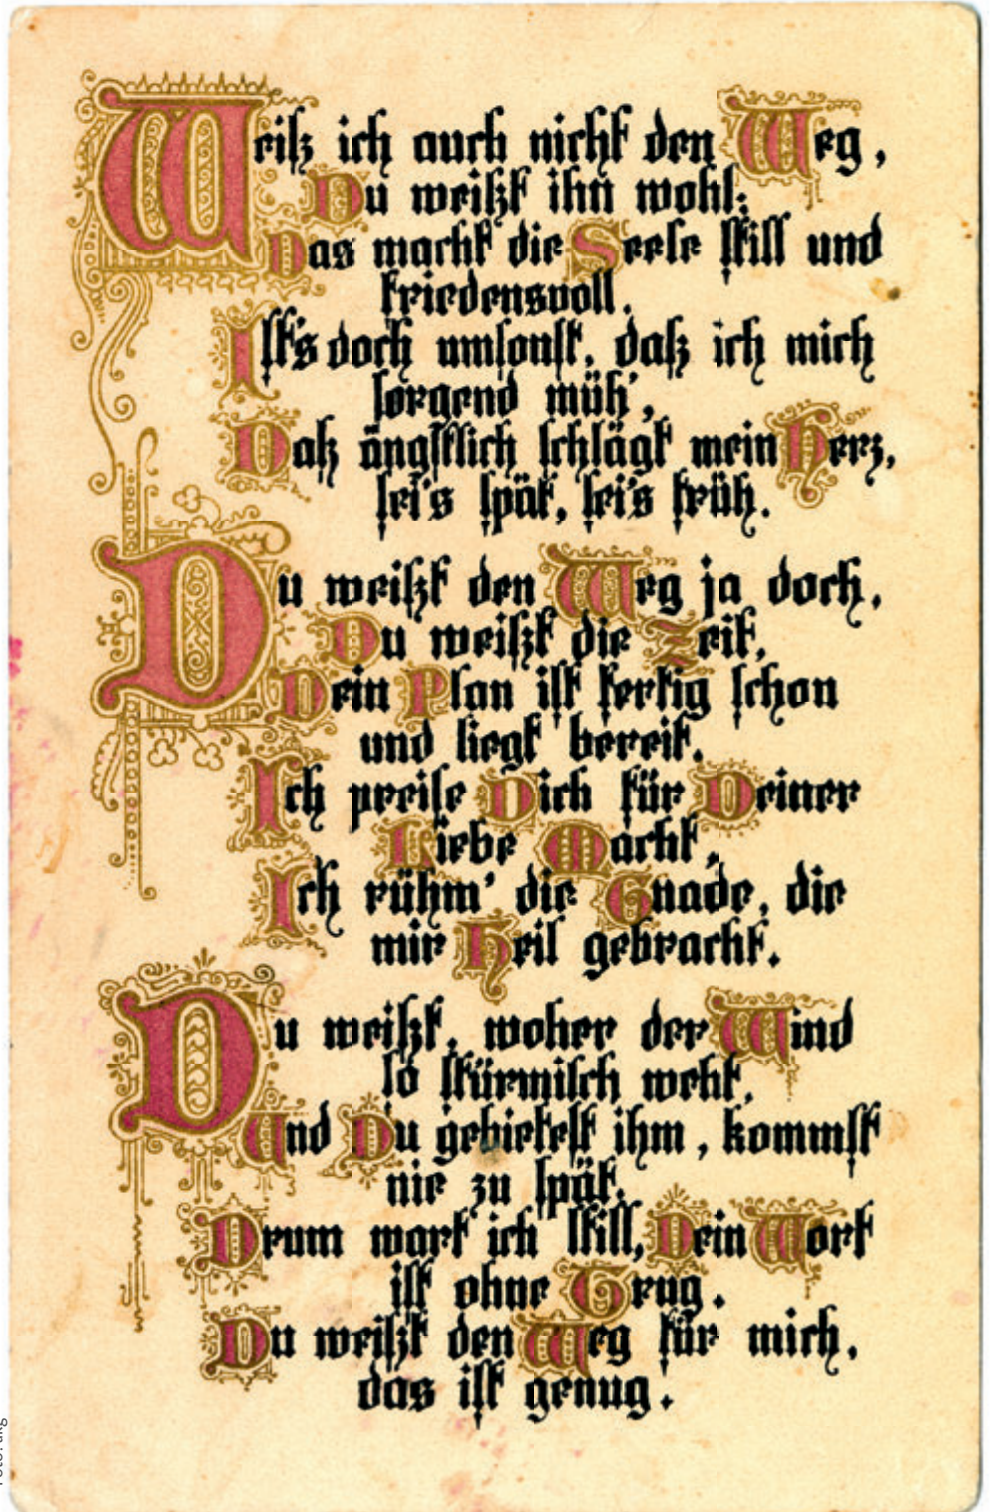 Weiß ich auch nicht den Weg,
Du weißt ihn wohl;
Das macht die Seele still und
friedensvoll.
Ist's doch umsonst, daß ich mich
sorgend müh',
Daß ängstlich schlägt mein Herz,
sei's spät, sei's früh.
Du weißt den Weg ja doch,
Du weißt die Zeit,
Dein Plan ist fertig schon
und liegt bereit.
Ich preise Dich für Deiner
Liebe Macht,
Ich rühm' die Gnade, die
mir Heil gebracht.
Du weißt, woher der Wind
so stürmisch weht,
Und Du gebietest ihm, kommst
nie zu spät.
Drum wart ich still, Dein Wort
ist ohne Trug.
Du weißt den Weg für mich,
das ist genug.